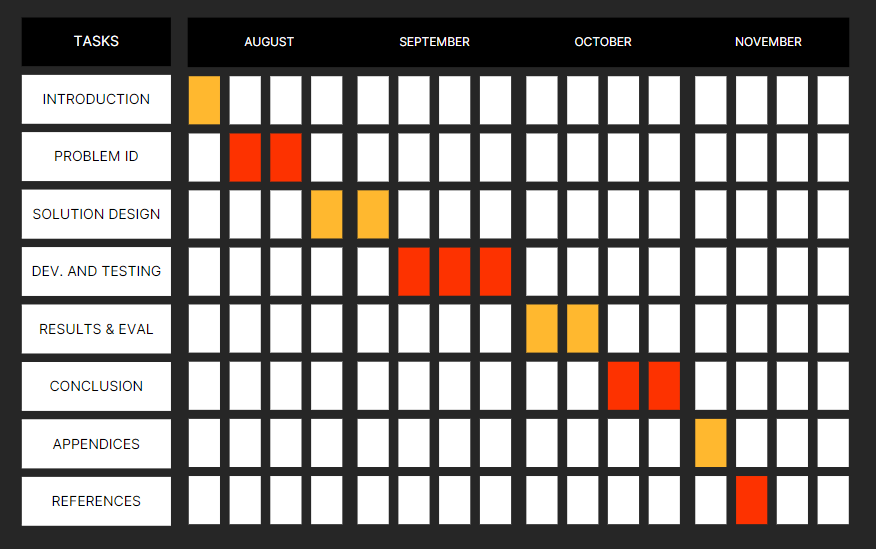 TASKS
AUGUST
SEPTEMBER
OCTOBER
NOVEMBER
INTRODUCTION
PROBLEM ID
SOLUTION DESIGN
DEV. AND TESTING
RESULTS & EVAL
CONCLUSION
APPENDICES
REFERENCES